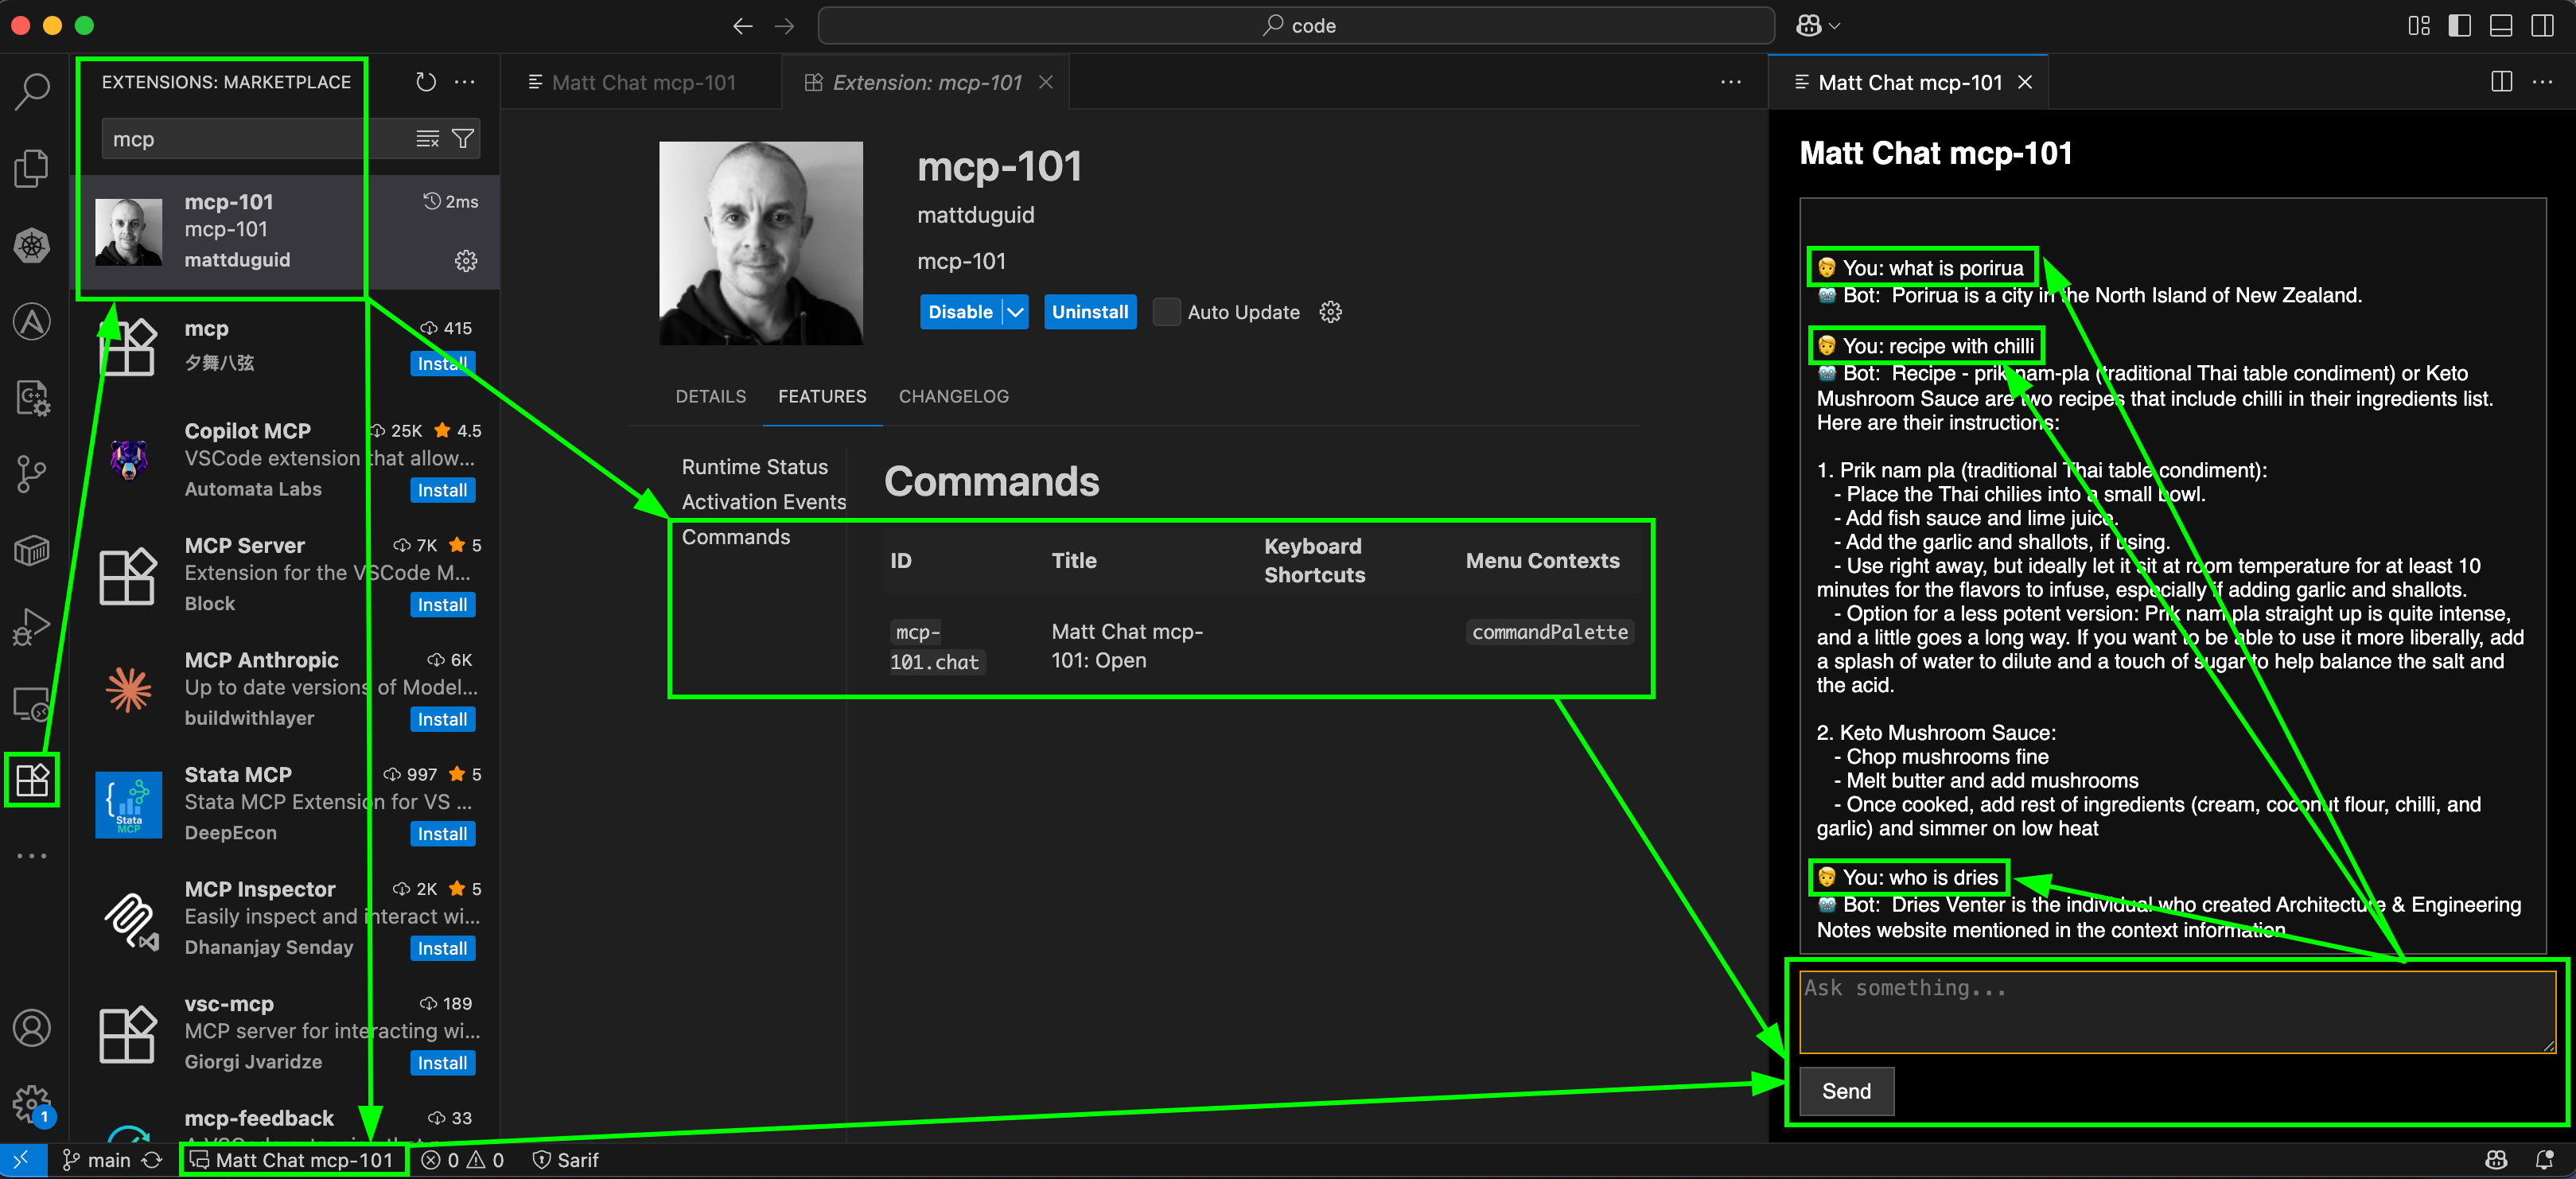 code
EXTENSIONS: MARKETPLACE
mcp
mcp-101
2ms
mcp-101
mattduguid
mcp
415
夕舞八弦
Install
Copilot MCP
25K
4.5
VSCode extension that allow...
Automata Labs
Install
MCP Server
7K
5
Extension for the VSCode M...
Block
Install
MCP Anthropic
6K
Up to date versions of Model...
buildwithlayer
Install
Stata MCP
997
5
Stata MCP Extension for VS ...
DeepEcon
Install
Stata
MCP
MCP Inspector
2K
5
Easily inspect and interact wi...
Dhananjay Senday
Install
vsc-mcp
189
MCP server for interacting wi...
Giorgi Jvaridze
Install
mcp-feedback
33
Matt Chat mcp-101
Extension: mcp-101
mcp-101
mattduguid
mcp-101
Disable
Uninstall
Auto Update
DETAILS
FEATURES
CHANGELOG
Runtime Status
Activation Events
Commands
Commands
ID
Title
Keyboard
Shortcuts
Menu Contexts
mcp-
101.chat
Matt Chat mcp-
101: Open
commandPalette
Matt Chat mcp-101
Matt Chat mcp-101
You: what is porirua
Bot: Porirua is a city in the North Island of New Zealand.
You: recipe with chilli
Bot: Recipe - prik nam-pla (traditional Thai table condiment) or Keto
Mushroom Sauce are two recipes that include chilli in their ingredients list.
Here are their instructions:
1. Prik nam pla (traditional Thai table condiment):
- Place the Thai chilies into a small bowl.
- Add fish sauce and lime juice.
- Add the garlic and shallots, if using.
- Use right away, but ideally let it sit at room temperature for at least 10
minutes for the flavors to infuse, especially if adding garlic and shallots.
- Option for a less potent version: Prik nam pla straight up is quite intense,
and a little goes a long way. If you want to be able to use it more liberally, add
a splash of water to dilute and a touch of sugar to help balance the salt and
the acid.
2. Keto Mushroom Sauce:
- Chop mushrooms fine
- Melt butter and add mushrooms
- Once cooked, add rest of ingredients (cream, coconut flour, chilli, and
garlic) and simmer on low heat
You: who is dries
Bot: Dries Venter is the individual who created Architecture & Engineering
Notes website mentioned in the context information.
Ask something...
Send
1
main
Matt Chat mcp-101
0
0
Sarif